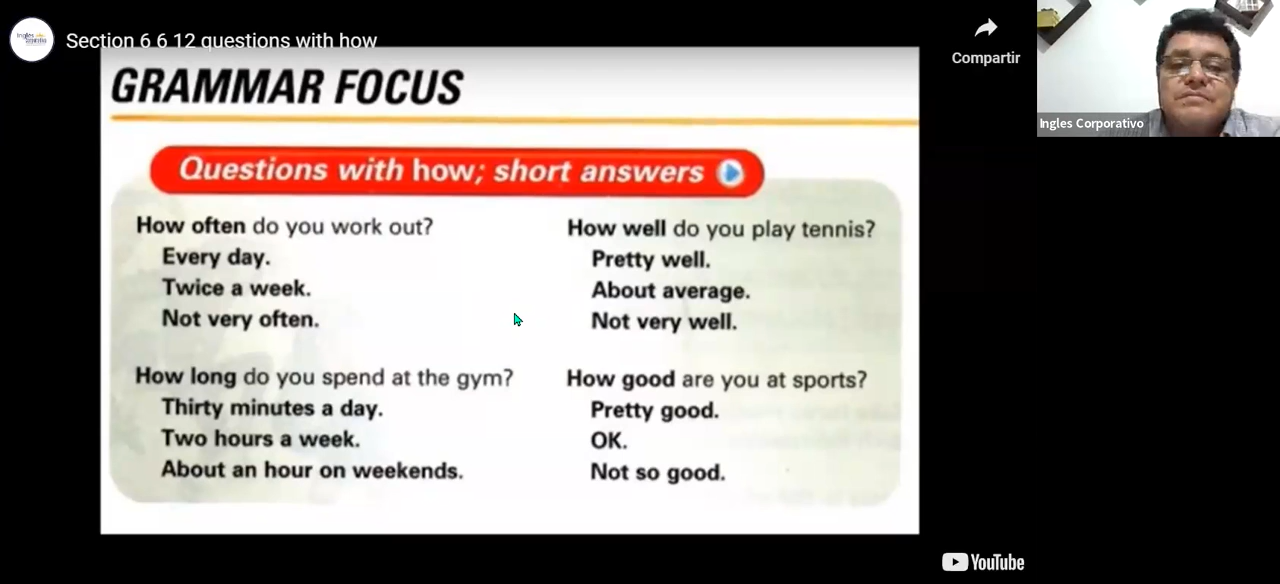 Section 6 6 12 questions with how
Compartir
Ingles Corporativo
GRAMMAR FOCUS
Questions with how; short answers
How often do you work out?
Every day.
Twice a week.
Not very often.
How long do you spend at the gym?
Thirty minutes a day.
Two hours a week.
About an hour on weekends.
How well do you play tennis?
Pretty well.
About average.
Not very well.
How good are you at sports?
Pretty good.
OK.
Not so good.
YouTube